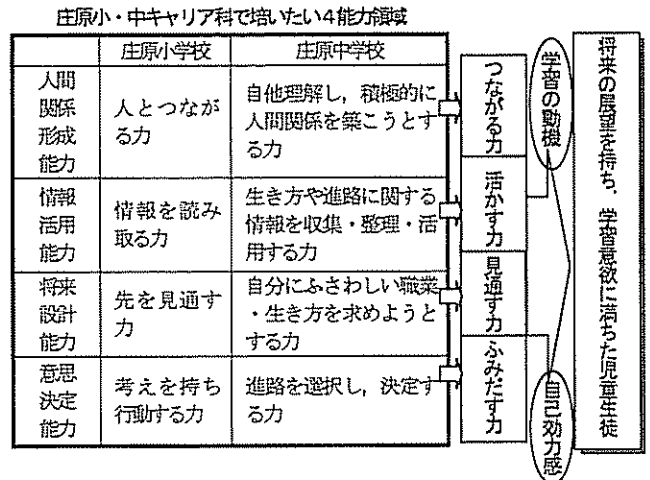 庄原小・中キャリア科で培いたい4能力領域
庄原小学校
庄原中学校
人間
関係
形成
能力
人とつなが
る力
自他理解し，積極的に
人間関係を築こうとす
る力
情報
活用
能力
情報を読み
取る力
生き方や進路に関する
情報を収集・整理・活
用する力
将来
設計
能力
先を見通す
力
自分にふさわしい職業
・生き方を求めようと
する力
意思
決定
能力
考えを持ち
行動する力
進路を選択し，決定す
る力
つながる力
活かす力
見通す力
ふみだす力
学習の動機
自己効力感
将来の展望を持ち，学習意欲に満ちた児童生徒